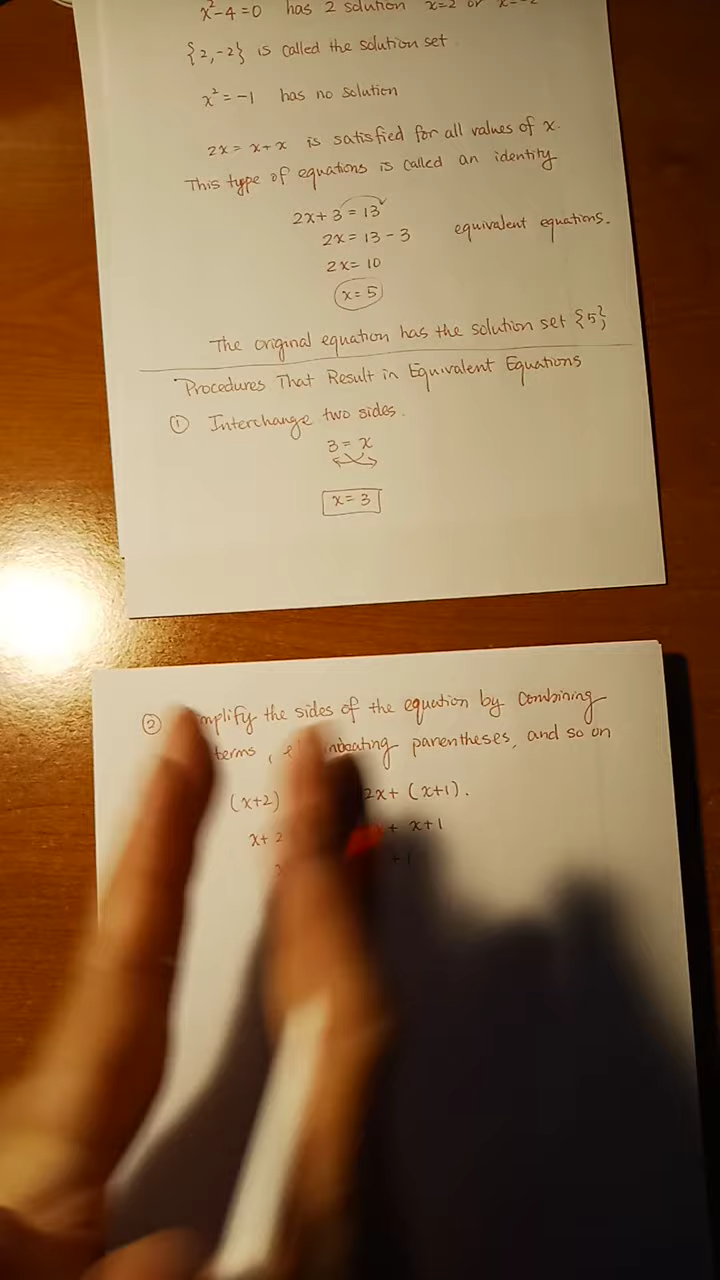 x²-4=0 has 2 solution x=2 or x=-2
{2,-2} is called the solution set
x²=-1 has no solution
2x = x+x is satisfied for all values of x.
This type of equations is called an identity
2x+3=13
2x=13-3 equivalent equations.
2x=10
x=5
The original equation has the solution set {5}
Procedures That Result in Equivalent Equations
① Interchange two sides.
3=x
x=3
② the sides of the equation by Combining
terms, parentheses, and so on
(x+2) 2x+(x+1).
x+2 + x+1
+1